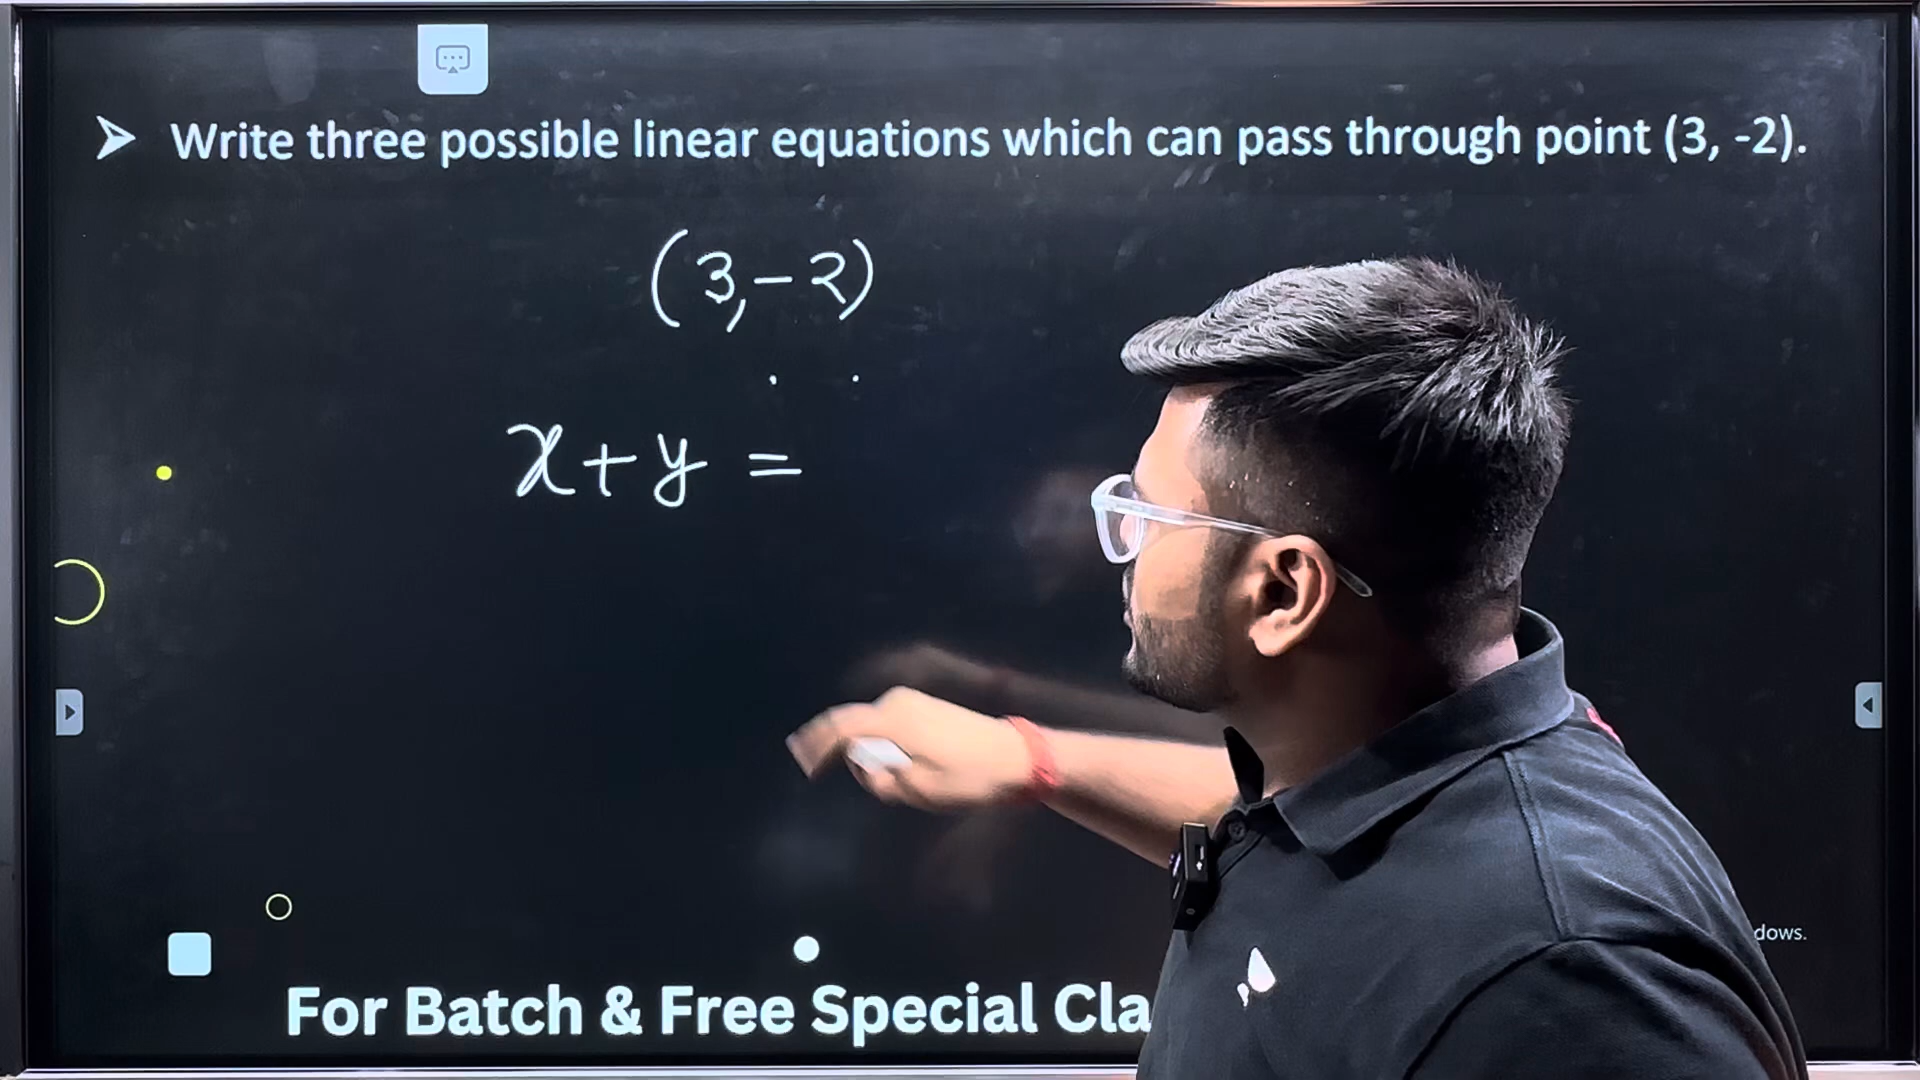 ➤ Write three possible linear equations which can pass through point (3, -2).
(3, -2)
x + y =
dows.
For Batch & Free Special Cla